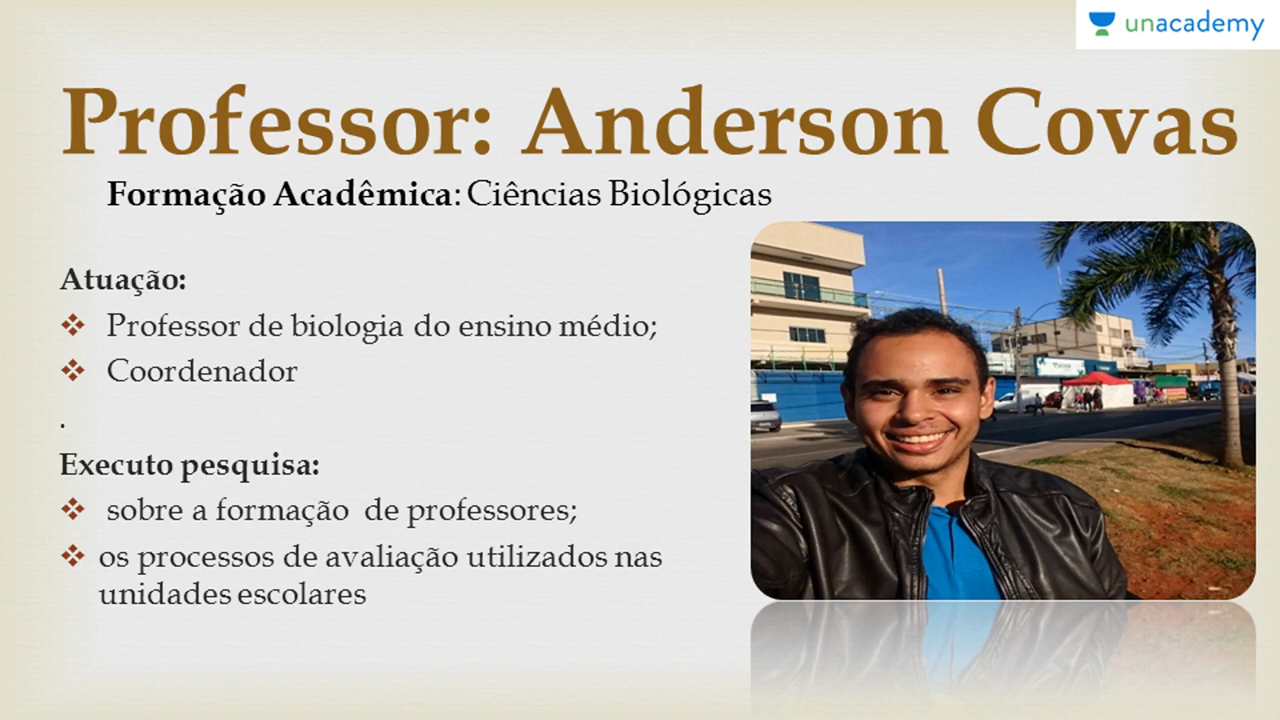 unacademy
Professor: Anderson Covas
Formação Acadêmica: Ciências Biológicas
Atuação:
❖ Professor de biologia do ensino médio;
❖ Coordenador
.
Executo pesquisa:
❖ sobre a formação de professores;
❖ os processos de avaliação utilizados nas
unidades escolares